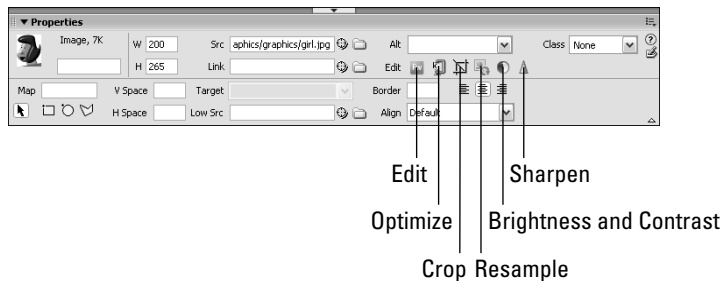 Properties
Image, 7K W 200 Src aphics/graphics/girl.jpg Alt Class None
H 265 Link Edit
Map V Space Target Border
H Space Low Src Align Default
Edit Sharpen
Optimize Brightness and Contrast
Crop Resample